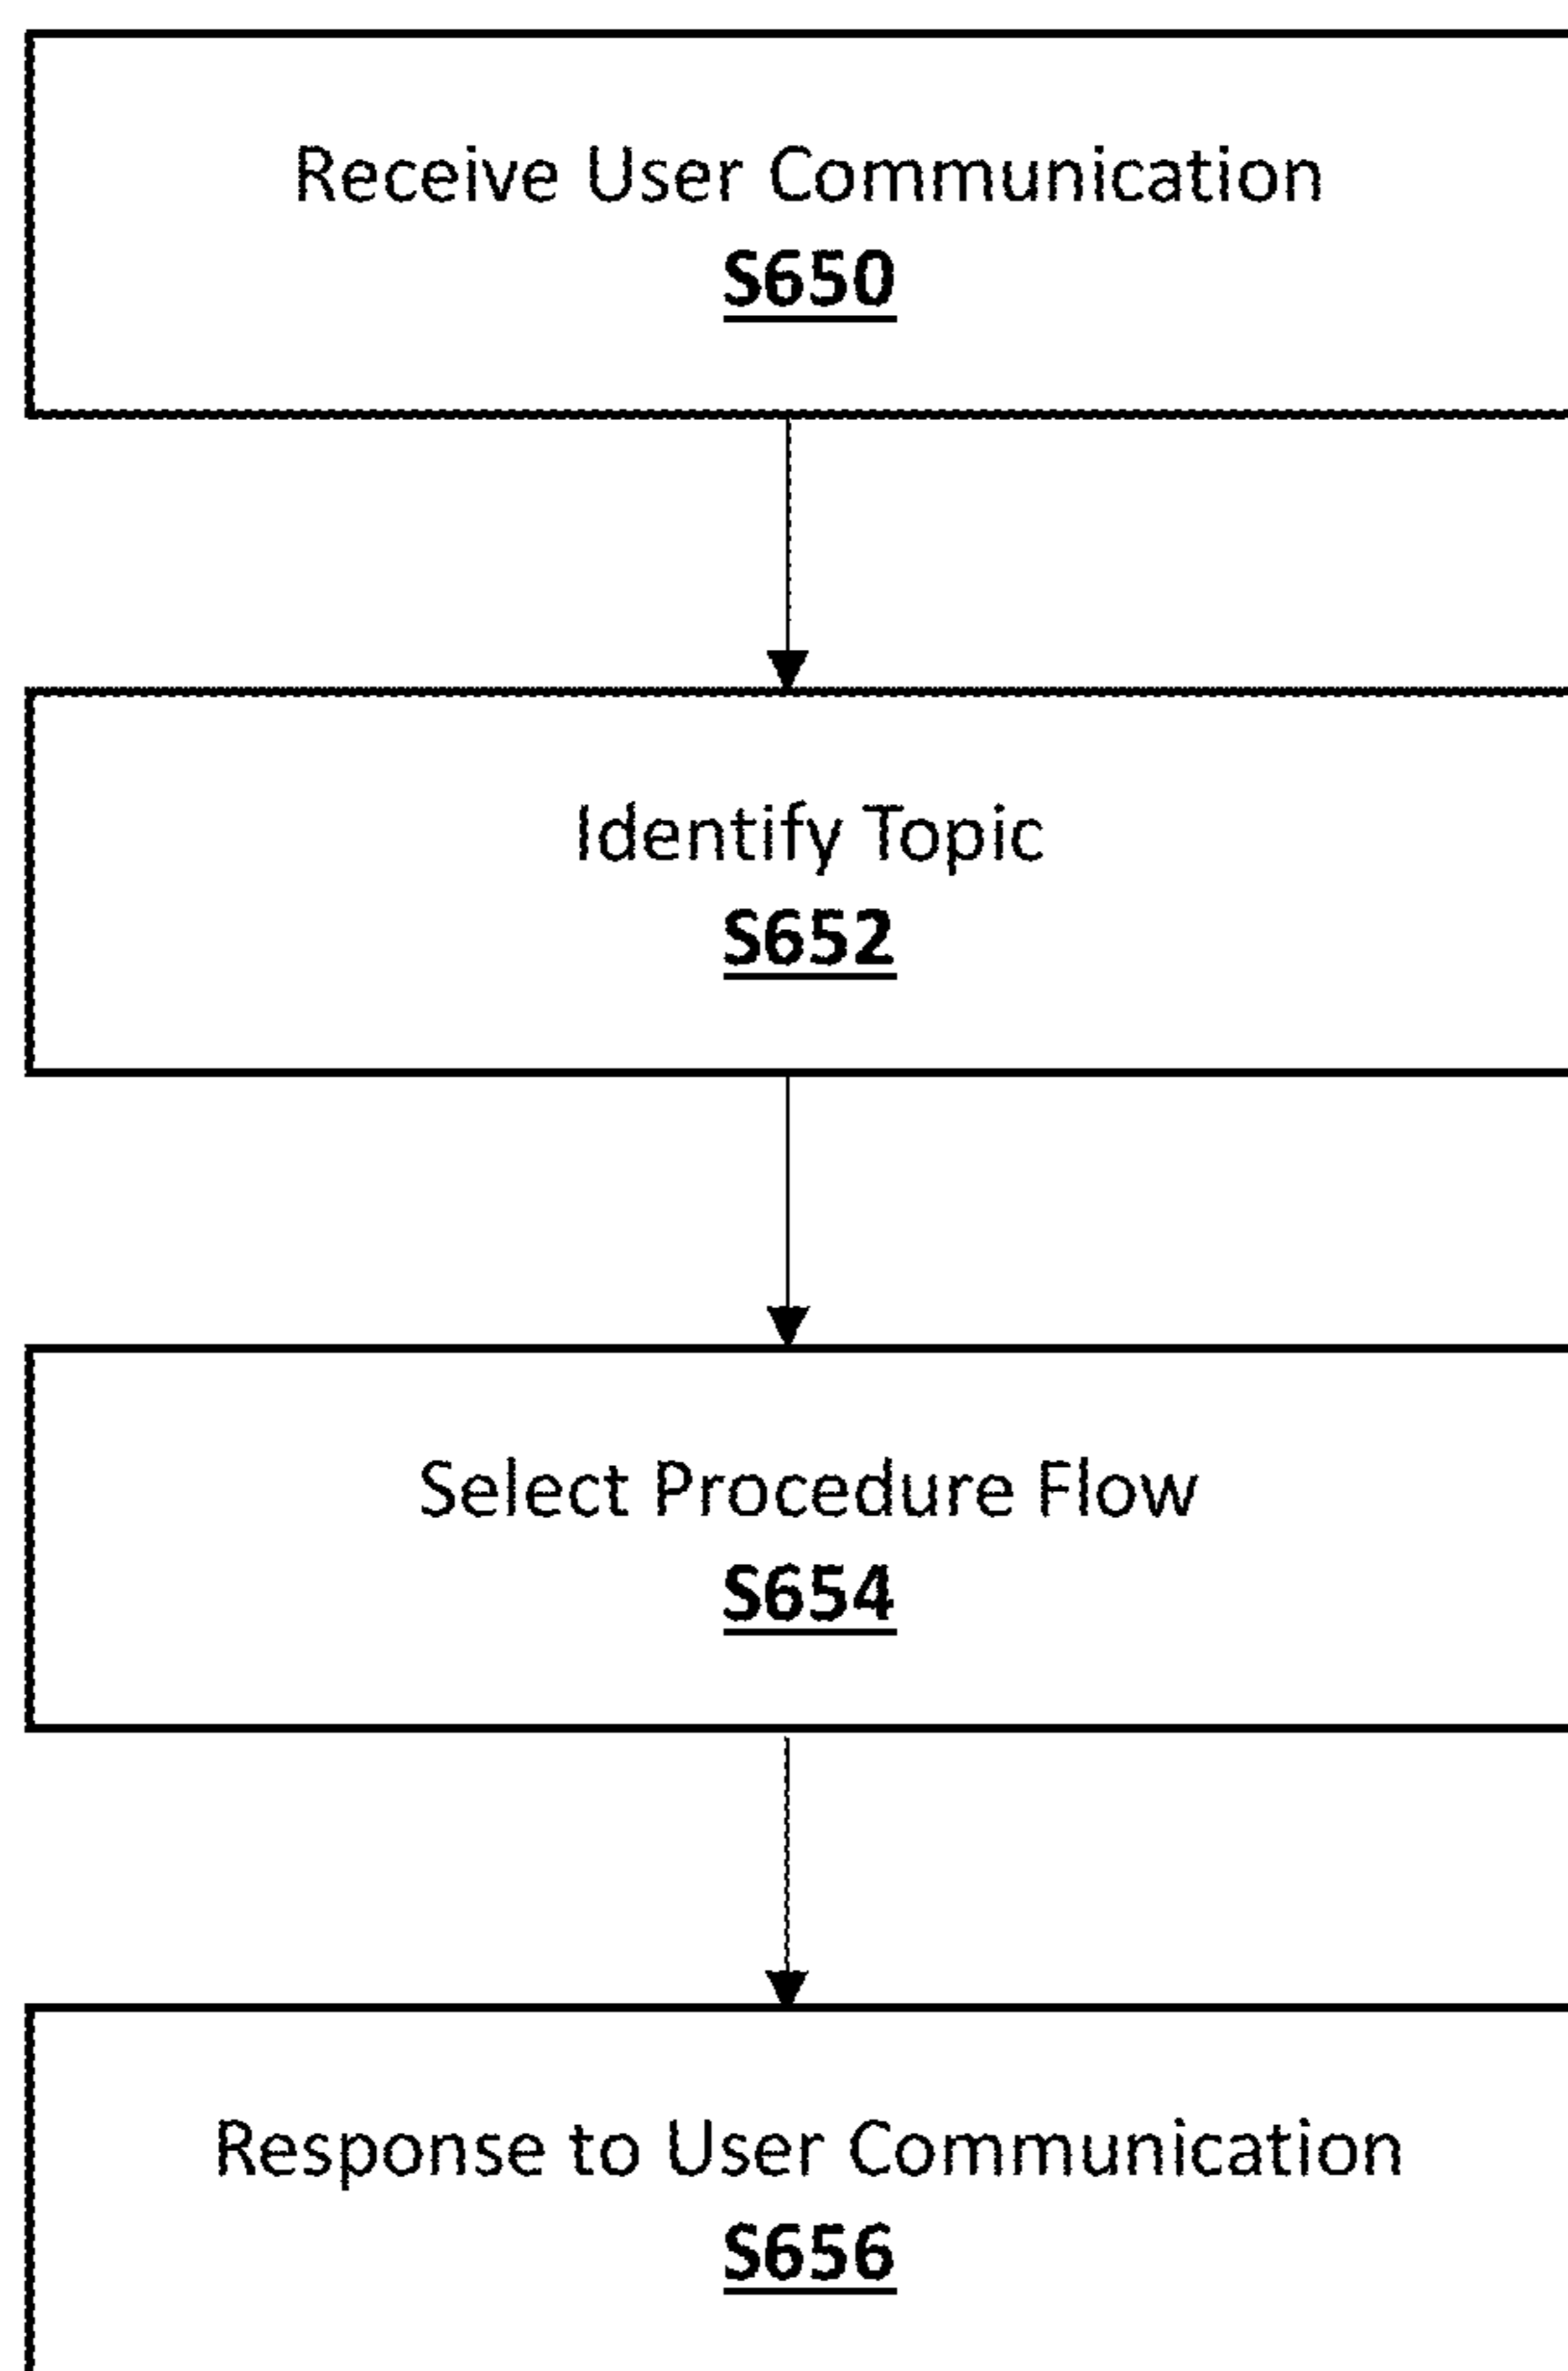 Receive User Communication
S650
Identify Topic
S652
Select Procedure Flow
S654
Response to User Communication
S656